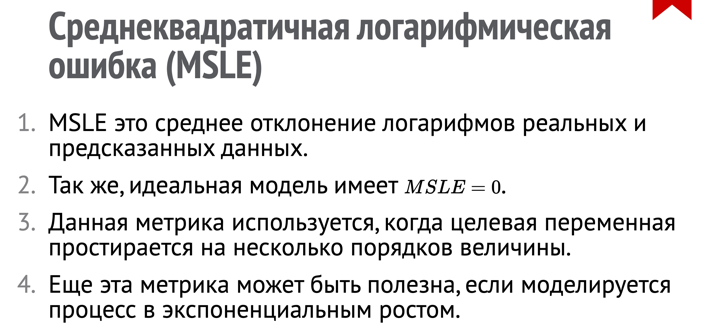 Среднеквадратичная логарифмическая
ошибка (MSLE)
1. MSLE это среднее отклонение логарифмов реальных и
предсказанных данных.
2. Так же, идеальная модель имеет MSLE = 0.
3. Данная метрика используется, когда целевая переменная
простирается на несколько порядков величины.
4. Еще эта метрика может быть полезна, если моделируется
процесс в экспоненциальным ростом.